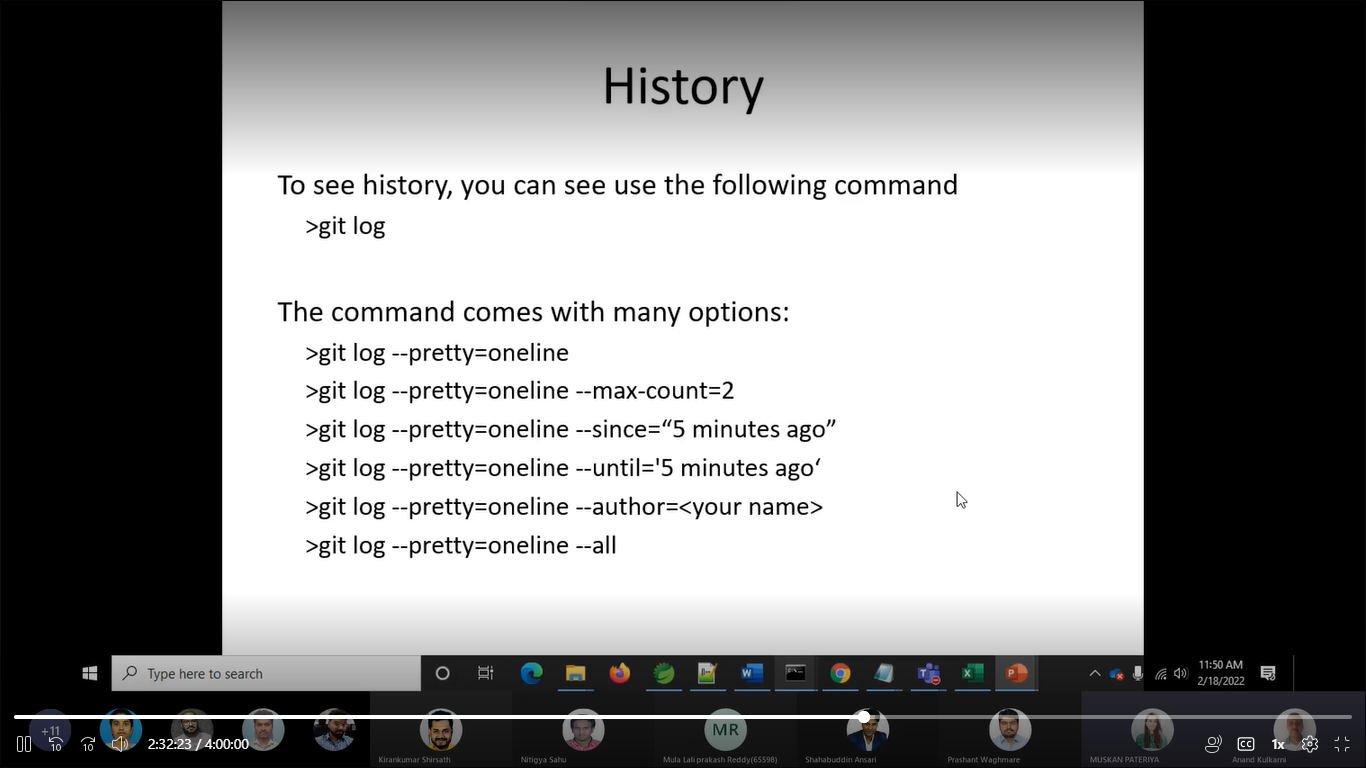 History
To see history, you can see use the following command
>git log
The command comes with many options:
>git log --pretty=oneline
>git log --pretty=oneline --max-count=2
>git log --pretty=oneline --since=“5 minutes ago”
>git log --pretty=oneline --until='5 minutes ago‘
>git log --pretty=oneline --author=<your name>
>git log --pretty=oneline --all
Type here to search
11:50 AM
2/18/2022
+11
MR
10 10 2:32:23 / 4:00:00 CC 1x
Kirankumar Shirsath Nitigya Sahu Mula Lali prakash Reddy(65598) Shahabuddin Ansari Prashant Waghmare MUSKAN PATERIYA Anand Kulkarni